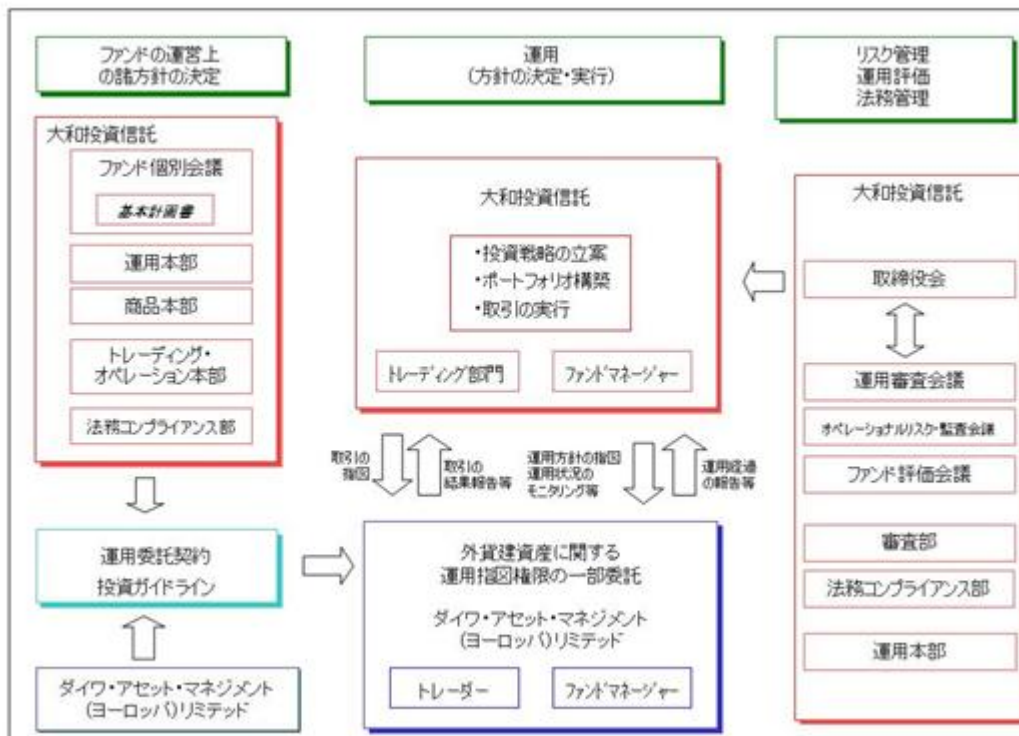 ファンドの運営上
の諸方針の決定
運用
(方針の決定・実行)
リスク管理
運用評価
法務管理
大和投資信託
ファンド個別会議
基本計画書
運用本部
商品本部
トレーディング・
オペレーション本部
法務コンプライアンス部
大和投資信託
・投資戦略の立案
・ポートフォリオ構築
・取引の実行
トレーディング部門
ファンドマネージャー
大和投資信託
取締役会
運用審査会議
オペレーショナルリスク・監査会議
ファンド評価会議
審査部
法務コンプライアンス部
運用本部
取引の
指図
取引の
結果報告等
運用方針の指図
運用状況の
モニタリング等
運用経過
の報告等
運用委託契約
投資ガイドライン
外貨建資産に関する
運用指図権限の一部委託
ダイワ・アセット・マネジメント
(ヨーロッパ)リミテッド
トレーダー
ファンドマネージャー
ダイワ・アセット・マネジメント
(ヨーロッパ)リミテッド